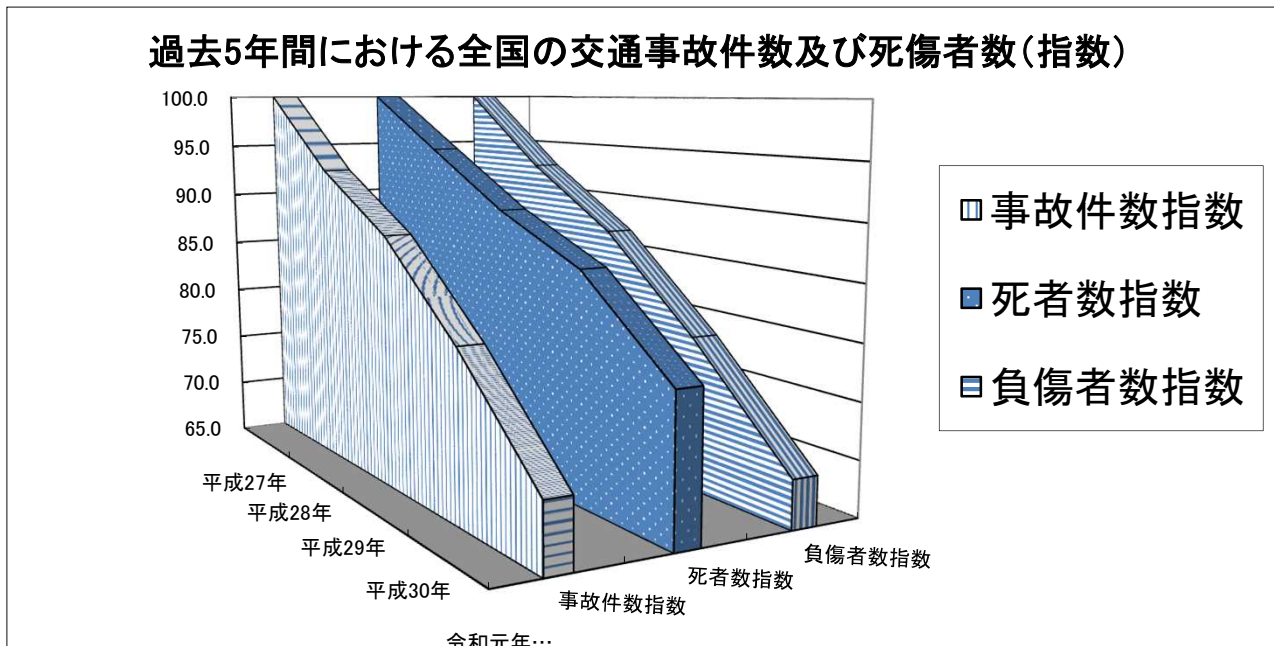 過去5年間における全国の交通事故件数及び死傷者数(指数)
100.0
95.0
90.0
85.0
80.0
75.0
70.0
65.0
平成27年
平成28年
平成29年
平成30年
令和元年…
事故件数指数
死者数指数
負傷者数指数
事故件数指数
死者数指数
負傷者数指数